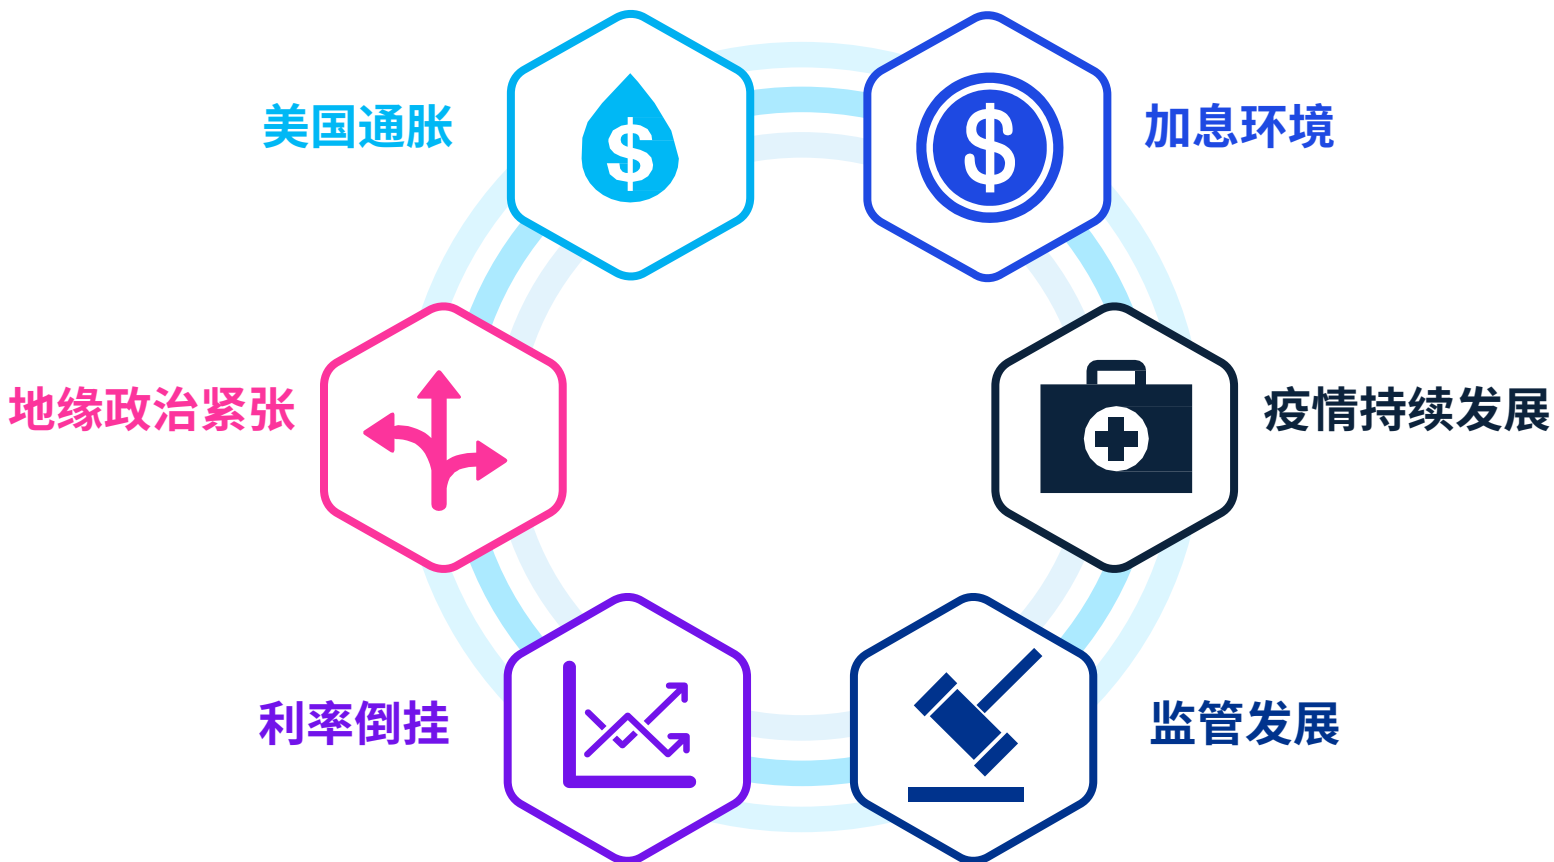 美国通胀
加息环境
地缘政治紧张
疫情持续发展
利率倒挂
监管发展